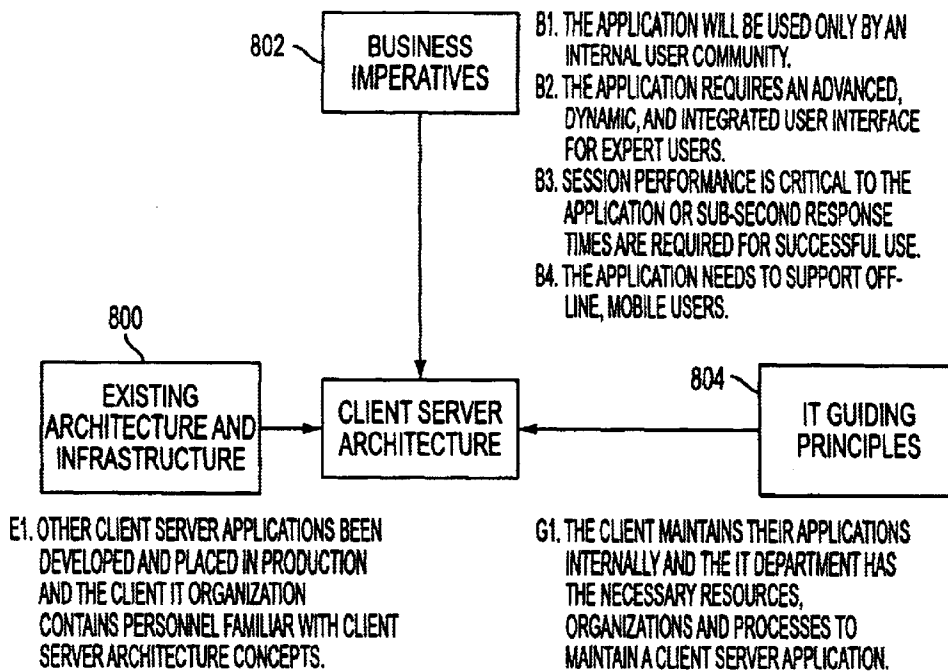 802
BUSINESS
IMPERATIVES
B1. THE APPLICATION WILL BE USED ONLY BY AN
INTERNAL USER COMMUNITY.
B2. THE APPLICATION REQUIRES AN ADVANCED,
DYNAMIC, AND INTEGRATED USER INTERFACE
FOR EXPERT USERS.
B3. SESSION PERFORMANCE IS CRITICAL TO THE
APPLICATION OR SUB-SECOND RESPONSE
TIMES ARE REQUIRED FOR SUCCESSFUL USE.
B4. THE APPLICATION NEEDS TO SUPPORT OFF-
LINE, MOBILE USERS.
800
EXISTING
ARCHITECTURE AND
INFRASTRUCTURE
CLIENT SERVER
ARCHITECTURE
804
IT GUIDING
PRINCIPLES
E1. OTHER CLIENT SERVER APPLICATIONS BEEN
DEVELOPED AND PLACED IN PRODUCTION
AND THE CLIENT IT ORGANIZATION
CONTAINS PERSONNEL FAMILIAR WITH CLIENT
SERVER ARCHITECTURE CONCEPTS.
G1. THE CLIENT MAINTAINS THEIR APPLICATIONS
INTERNALLY AND THE IT DEPARTMENT HAS
THE NECESSARY RESOURCES,
ORGANIZATIONS AND PROCESSES TO
MAINTAIN A CLIENT SERVER APPLICATION.